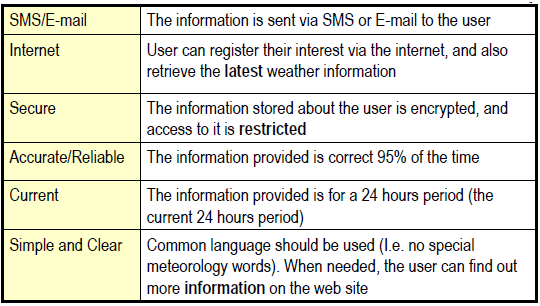 SMS/E-mail The information is sent via SMS or E-mail to the user
Internet User can register their interest via the internet, and also
retrieve the latest weather information
Secure The information stored about the user is encrypted, and
access to it is restricted
Accurate/Reliable The information provided is correct 95% of the time
Current The information provided is for a 24 hours period (the
current 24 hours period)
Simple and Clear Common language should be used (I.e. no special
meteorology words). When needed, the user can find out
more information on the web site